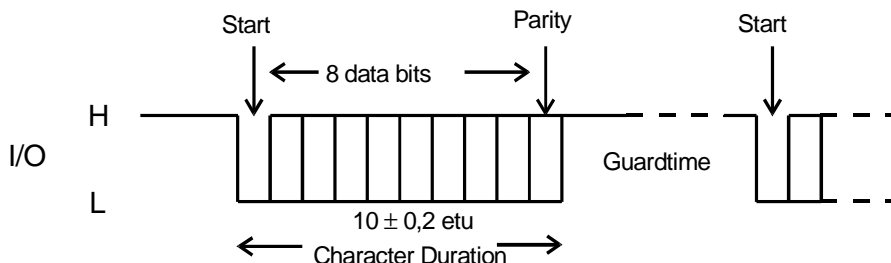 Start
Parity
Start
8 data bits
H
I/O
Guardtime
L
10 ± 0,2 etu
Character Duration